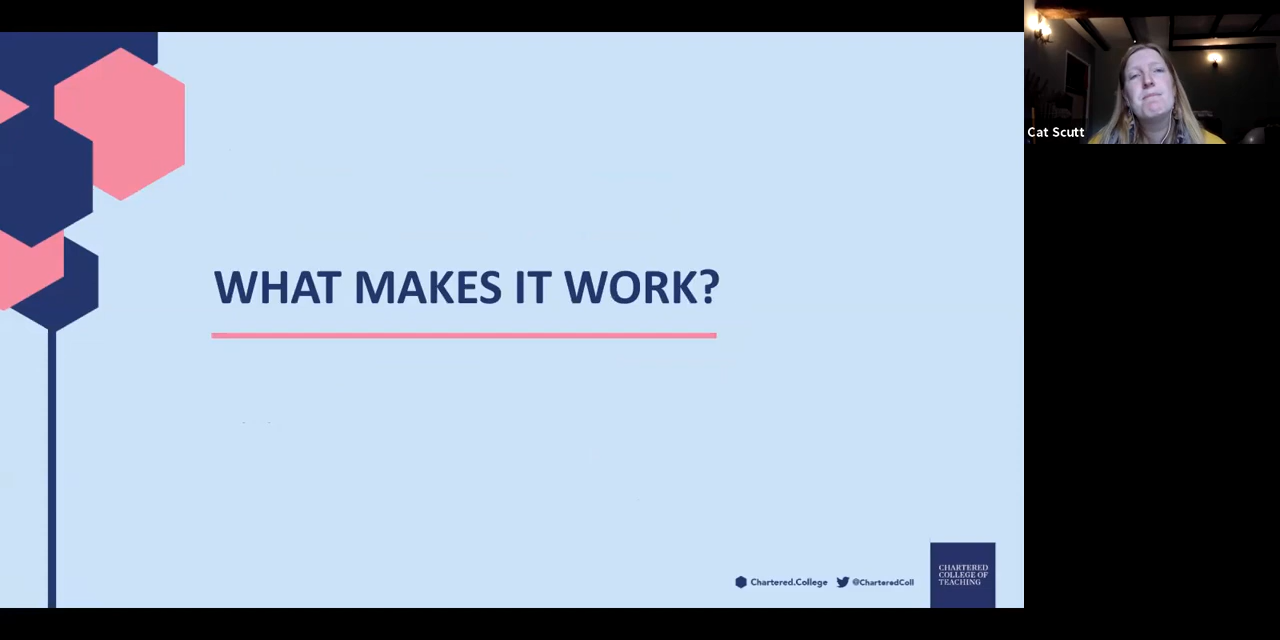 WHAT MAKES IT WORK?
Cat Scutt
Chartered.College @CharteredColl
CHARTERED
COLLEGE OF
TEACHING